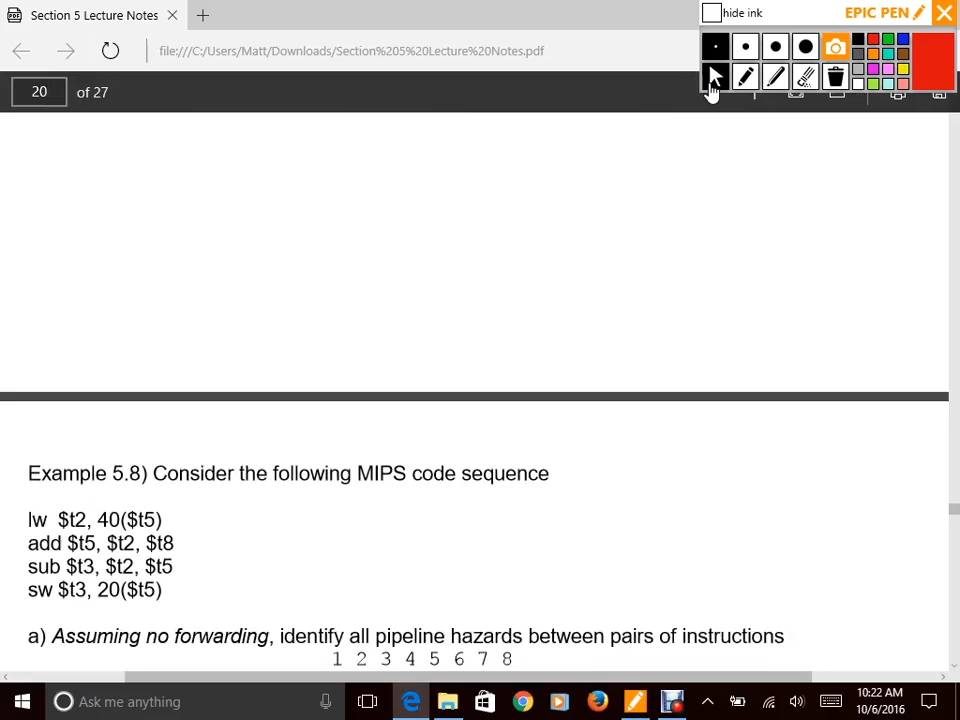 Section 5 Lecture Notes
hide ink
EPIC PEN
file:///C:/Users/Matt/Downloads/Section%205%20Lecture%20Notes.pdf
20 of 27
Example 5.8) Consider the following MIPS code sequence
lw $t2, 40($t5)
add $t5, $t2, $t8
sub $t3, $t2, $t5
sw $t3, 20($t5)
a) Assuming no forwarding, identify all pipeline hazards between pairs of instructions
1 2 3 4 5 6 7 8
Ask me anything
10:22 AM
10/6/2016